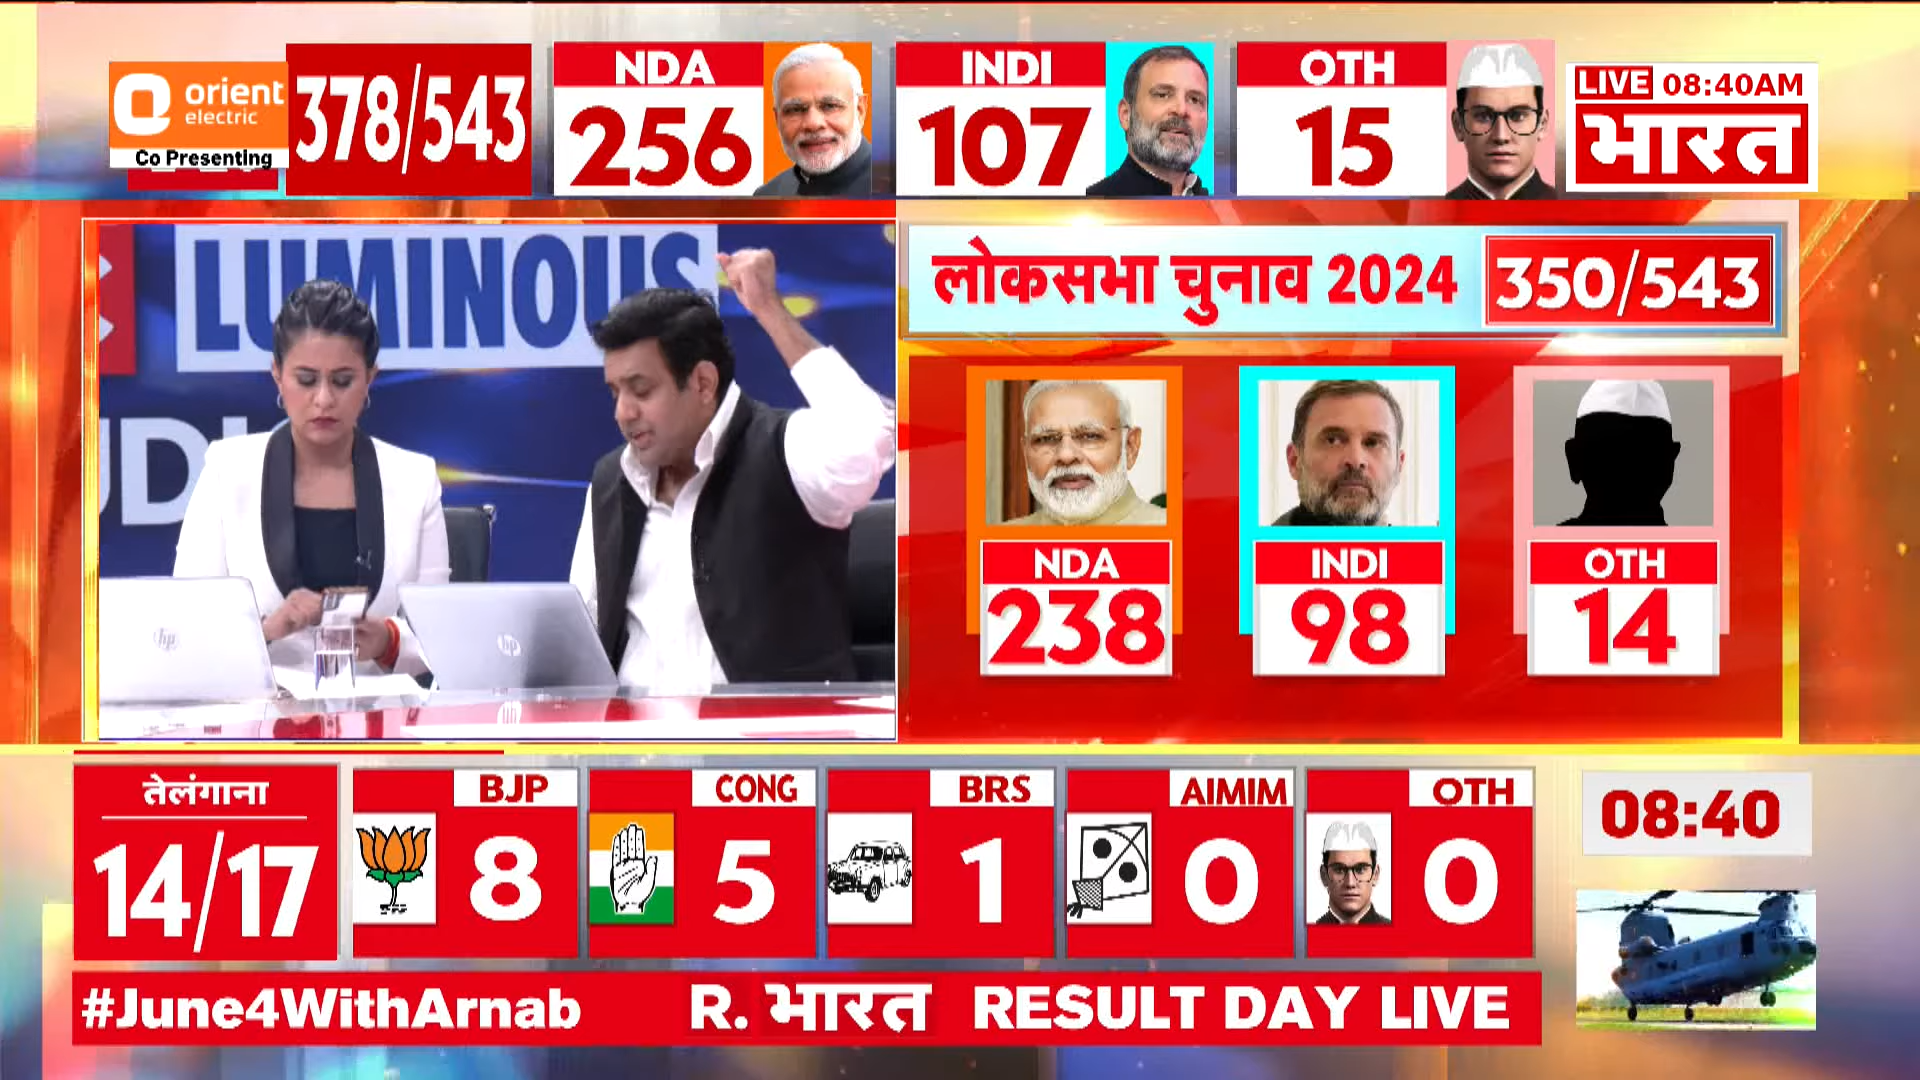 orient
electric
Co Presenting
378/543
NDA
256
INDI
107
OTH
15
LIVE 08:40AM
भारत
LUMINOUS
लोकसभा चुनाव 2024 350/543
NDA
238
INDI
98
OTH
14
hp
hp
तेलंगाना
14/17
BJP
8
CONG
5
BRS
1
AIMIM
0
OTH
0
08:40
#June4WithArnab R. भारत RESULT DAY LIVE